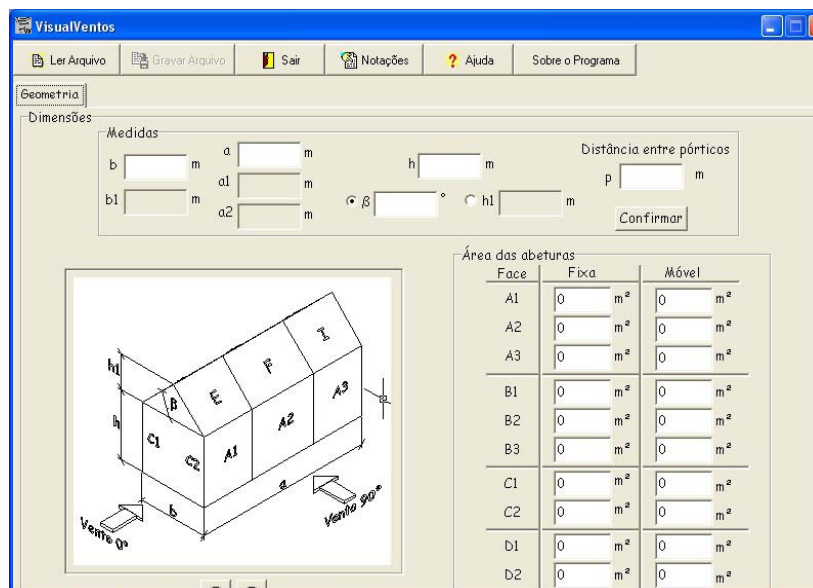 VisualVentos
Ler Arquivo Gravar Arquivo Sair Notações ? Ajuda Sobre o Programa
Geometria
Dimensões
Medidas
b m a m h m Distância entre pórticos
b1 m a1 m p m
a2 m β ° h1 m
Confirmar
Área das abeturas
Face Fixa Móvel
A1 0 m² 0 m²
A2 0 m² 0 m²
A3 0 m² 0 m²
B1 0 m² 0 m²
B2 0 m² 0 m²
B3 0 m² 0 m²
C1 0 m² 0 m²
C2 0 m² 0 m²
D1 0 m² 0 m²
D2 0 m² 0 m²
h1
h
β
E F I
C1 C2 A1 A2 A3
a
b
Vento 0°
Vento 90°